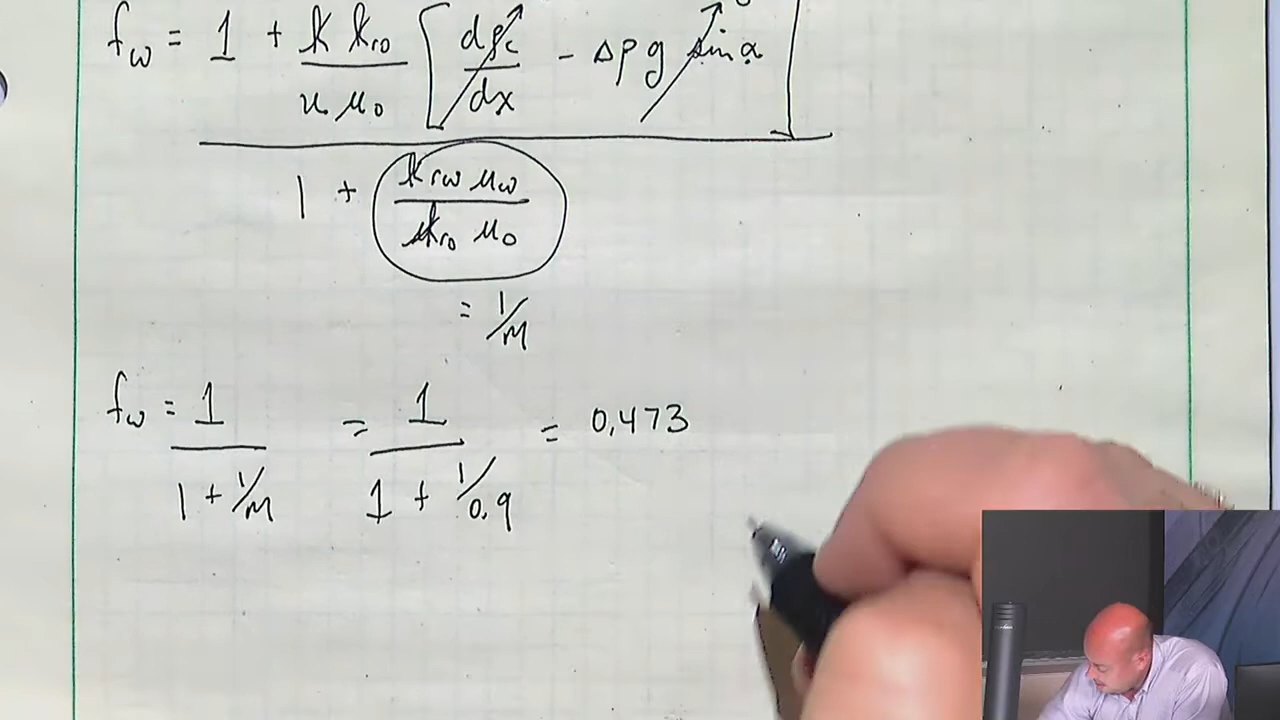 f_w = 1 + k k_ro / u μ_o [ dp_c / dx - Δρ g sin α ]
1 + k_rw μ_w / k_ro μ_o
= 1/M
f_w = 1 / (1 + 1/M) = 1 / (1 + 1/0.9) = 0.473